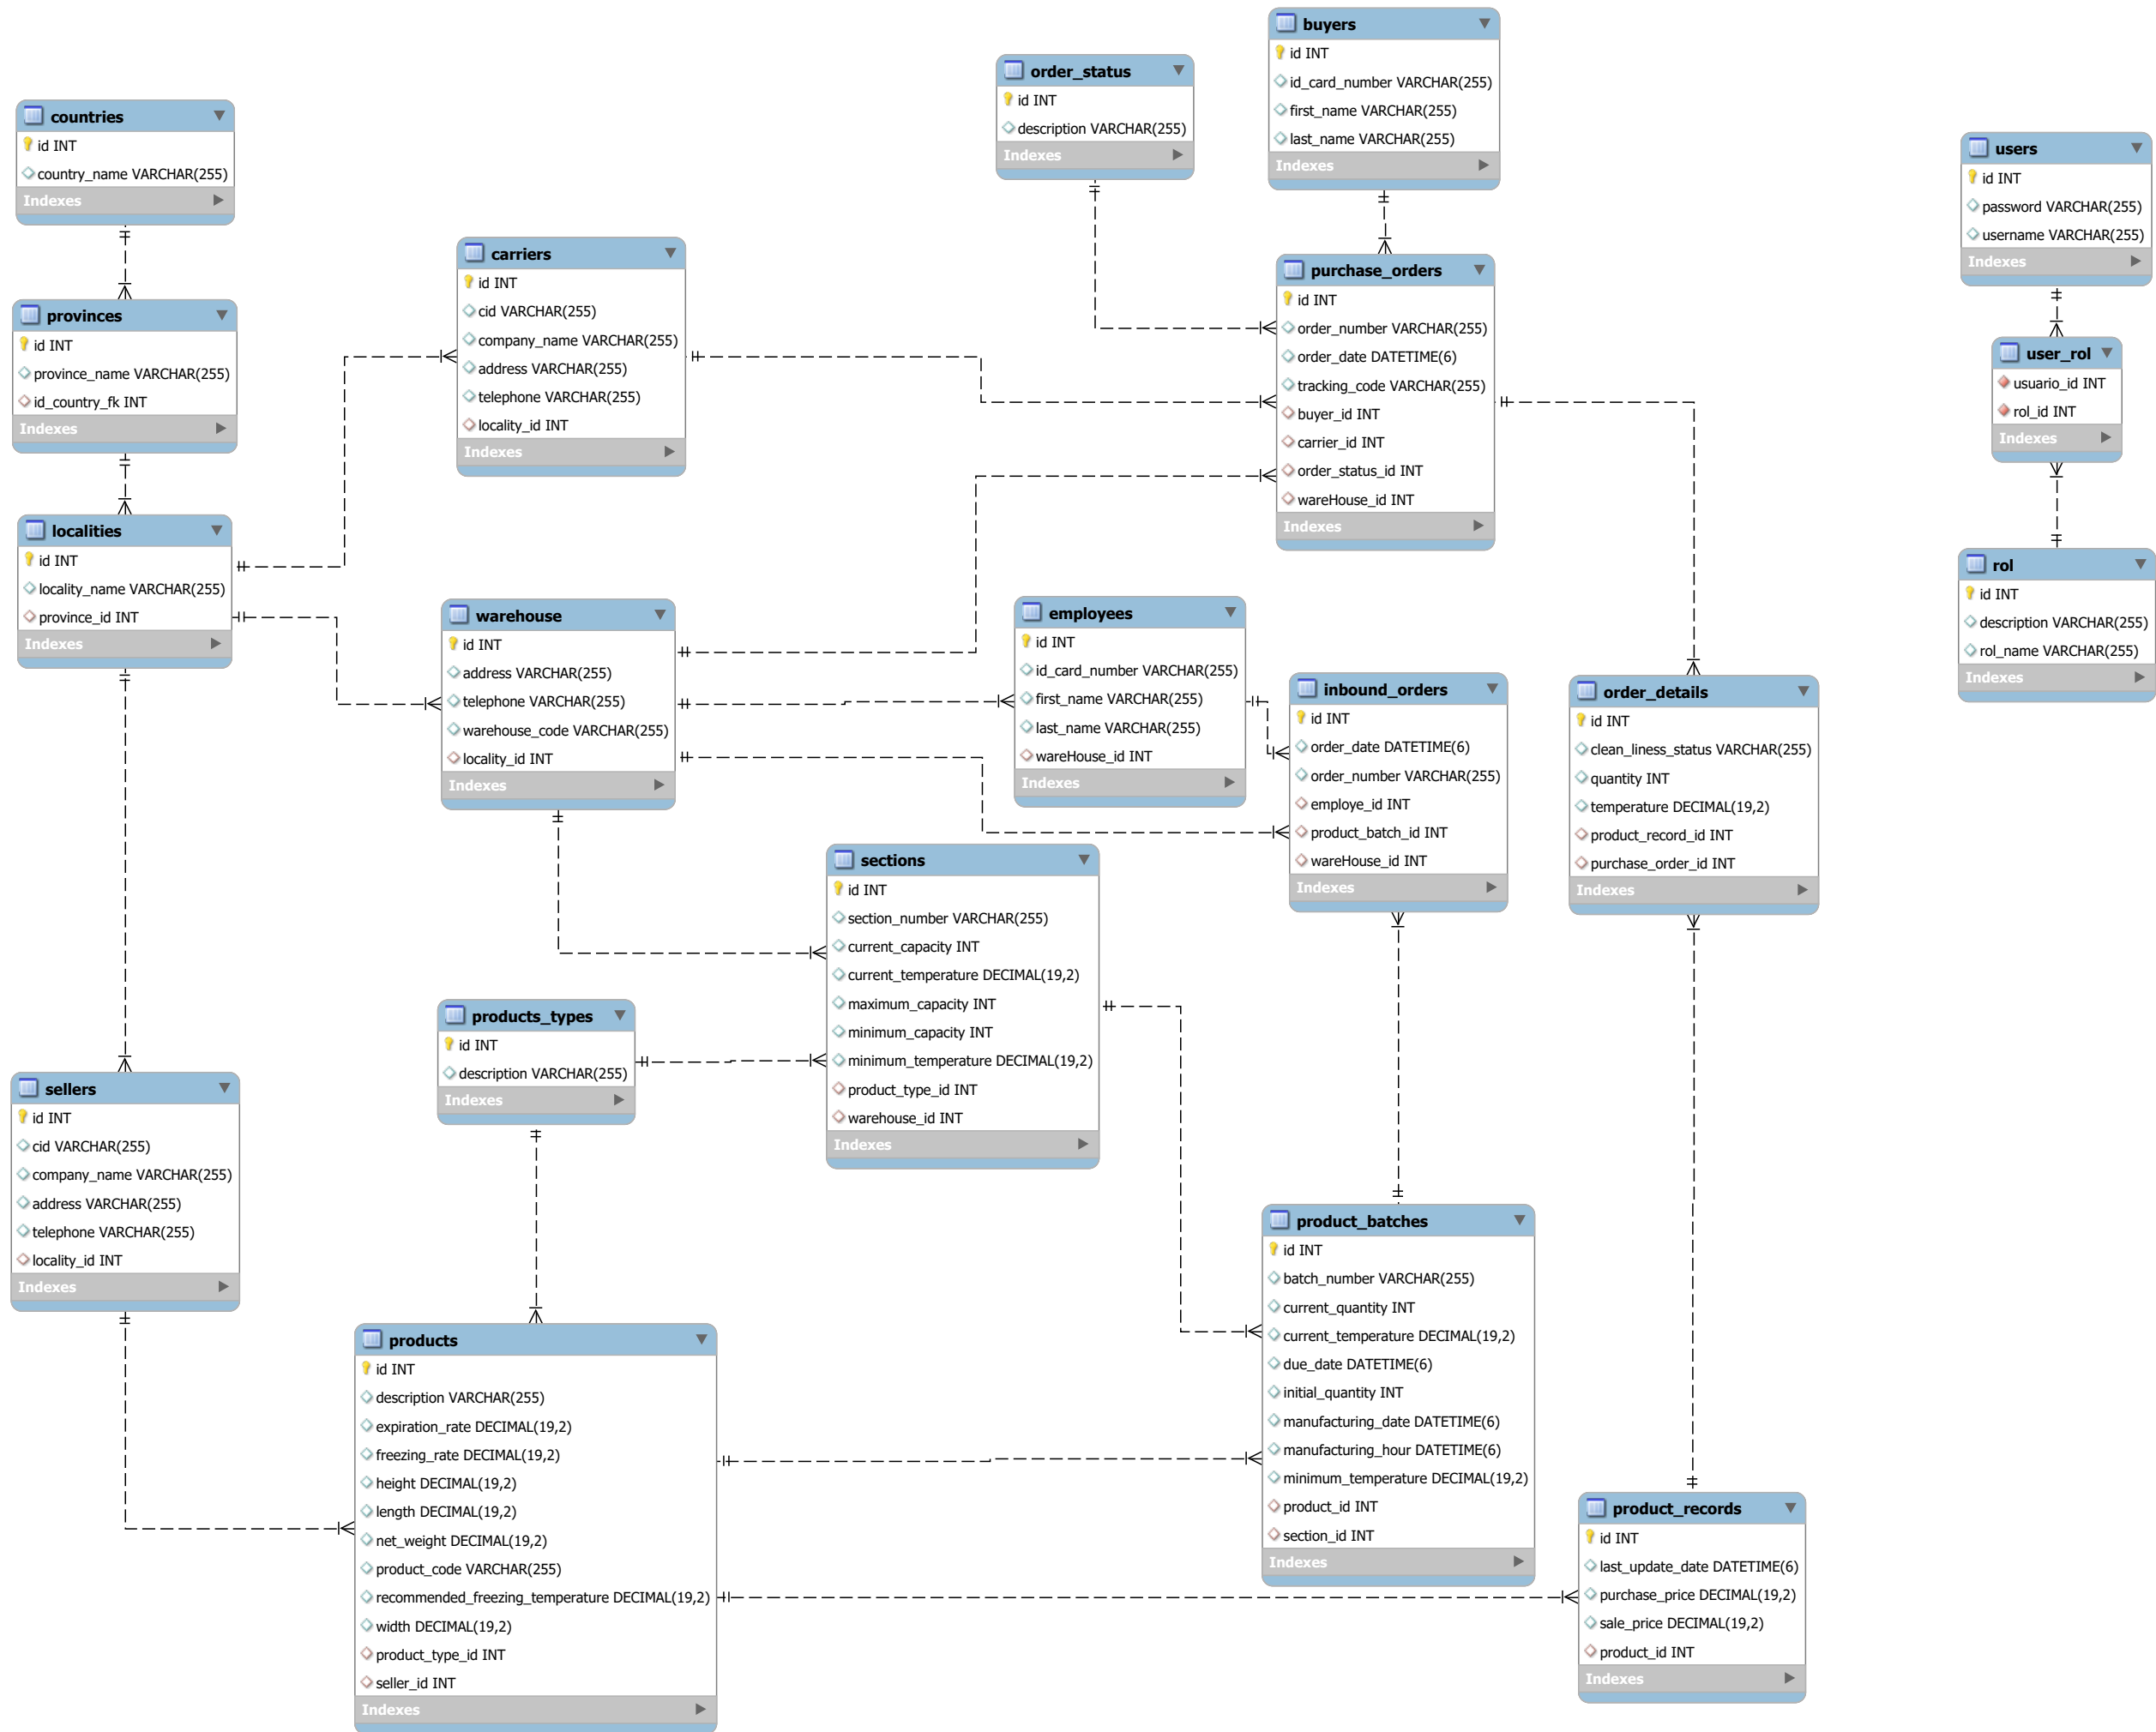 buyers
id INT
id_card_number VARCHAR(255)
first_name VARCHAR(255)
last_name VARCHAR(255)
Indexes
order_status
id INT
description VARCHAR(255)
Indexes
countries
id INT
country_name VARCHAR(255)
Indexes
users
id INT
password VARCHAR(255)
username VARCHAR(255)
Indexes
carriers
id INT
cid VARCHAR(255)
company_name VARCHAR(255)
address VARCHAR(255)
telephone VARCHAR(255)
locality_id INT
Indexes
purchase_orders
id INT
order_number VARCHAR(255)
order_date DATETIME(6)
tracking_code VARCHAR(255)
buyer_id INT
carrier_id INT
order_status_id INT
wareHouse_id INT
Indexes
provinces
id INT
province_name VARCHAR(255)
id_country_fk INT
Indexes
user_rol
usuario_id INT
rol_id INT
Indexes
localities
id INT
locality_name VARCHAR(255)
province_id INT
Indexes
rol
id INT
description VARCHAR(255)
rol_name VARCHAR(255)
Indexes
warehouse
id INT
address VARCHAR(255)
telephone VARCHAR(255)
warehouse_code VARCHAR(255)
locality_id INT
Indexes
employees
id INT
id_card_number VARCHAR(255)
first_name VARCHAR(255)
last_name VARCHAR(255)
wareHouse_id INT
Indexes
inbound_orders
id INT
order_date DATETIME(6)
order_number VARCHAR(255)
employe_id INT
product_batch_id INT
wareHouse_id INT
Indexes
order_details
id INT
clean_liness_status VARCHAR(255)
quantity INT
temperature DECIMAL(19,2)
product_record_id INT
purchase_order_id INT
Indexes
sections
id INT
section_number VARCHAR(255)
current_capacity INT
current_temperature DECIMAL(19,2)
maximum_capacity INT
minimum_capacity INT
minimum_temperature DECIMAL(19,2)
product_type_id INT
warehouse_id INT
Indexes
products_types
id INT
description VARCHAR(255)
Indexes
sellers
id INT
cid VARCHAR(255)
company_name VARCHAR(255)
address VARCHAR(255)
telephone VARCHAR(255)
locality_id INT
Indexes
product_batches
id INT
batch_number VARCHAR(255)
current_quantity INT
current_temperature DECIMAL(19,2)
due_date DATETIME(6)
initial_quantity INT
manufacturing_date DATETIME(6)
manufacturing_hour DATETIME(6)
minimum_temperature DECIMAL(19,2)
product_id INT
section_id INT
Indexes
products
id INT
description VARCHAR(255)
expiration_rate DECIMAL(19,2)
freezing_rate DECIMAL(19,2)
height DECIMAL(19,2)
length DECIMAL(19,2)
net_weight DECIMAL(19,2)
product_code VARCHAR(255)
recommended_freezing_temperature DECIMAL(19,2)
width DECIMAL(19,2)
product_type_id INT
seller_id INT
Indexes
product_records
id INT
last_update_date DATETIME(6)
purchase_price DECIMAL(19,2)
sale_price DECIMAL(19,2)
product_id INT
Indexes